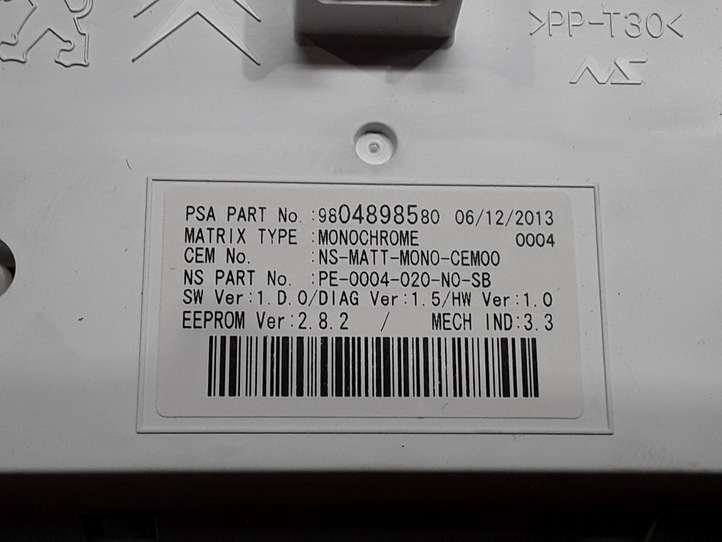 >PP-T30<
NS
PSA PART No. :9804898580 06/12/2013
MATRIX TYPE :MONOCHROME 0004
CEM No. :NS-MATT-MONO-CEM00
NS PART No. :PE-0004-020-N0-SB
SW Ver:1.D.0/DIAG Ver:1.5/HW Ver:1.0
EEPROM Ver:2.8.2 / MECH IND:3.3